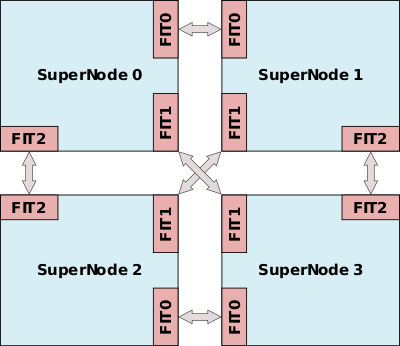 FIT0
FIT0
SuperNode 0
SuperNode 1
FIT1
FIT1
FIT2
FIT2
FIT2
FIT2
FIT1
FIT1
SuperNode 2
SuperNode 3
FIT0
FIT0